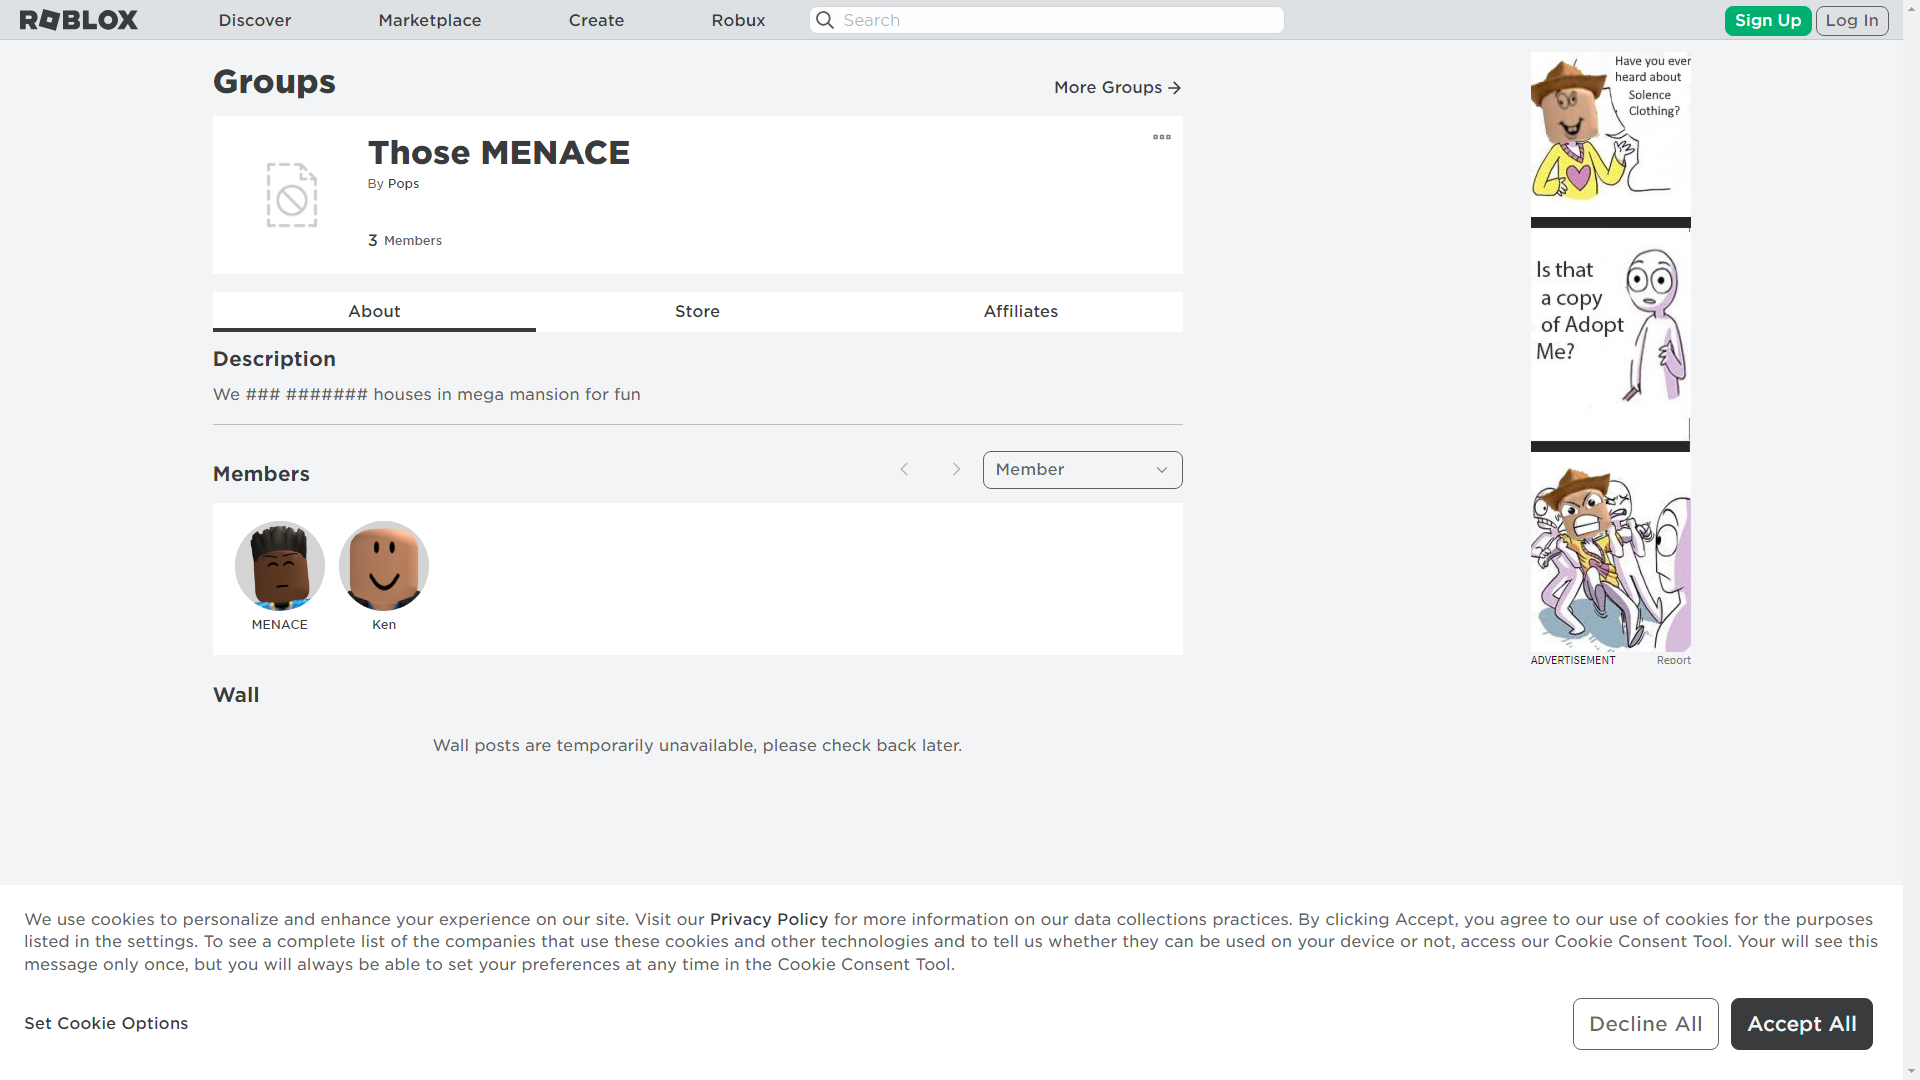 ROBLOX Discover Marketplace Create Robux Search Sign Up Log In
Groups
More Groups
Those MENACE
By Pops
3 Members
About Store Affiliates
Description
We ### ####### houses in mega mansion for fun
Members
Member
MENACE Ken
Wall
Wall posts are temporarily unavailable, please check back later.
Have you ever
heard about
Solence
Clothing?
Is that
a copy
of Adopt
Me?
ADVERTISEMENT Report
We use cookies to personalize and enhance your experience on our site. Visit our Privacy Policy for more information on our data collections practices. By clicking Accept, you agree to our use of cookies for the purposes
listed in the settings. To see a complete list of the companies that use these cookies and other technologies and to tell us whether they can be used on your device or not, access our Cookie Consent Tool. Your will see this
message only once, but you will always be able to set your preferences at any time in the Cookie Consent Tool.
Set Cookie Options
Decline All
Accept All